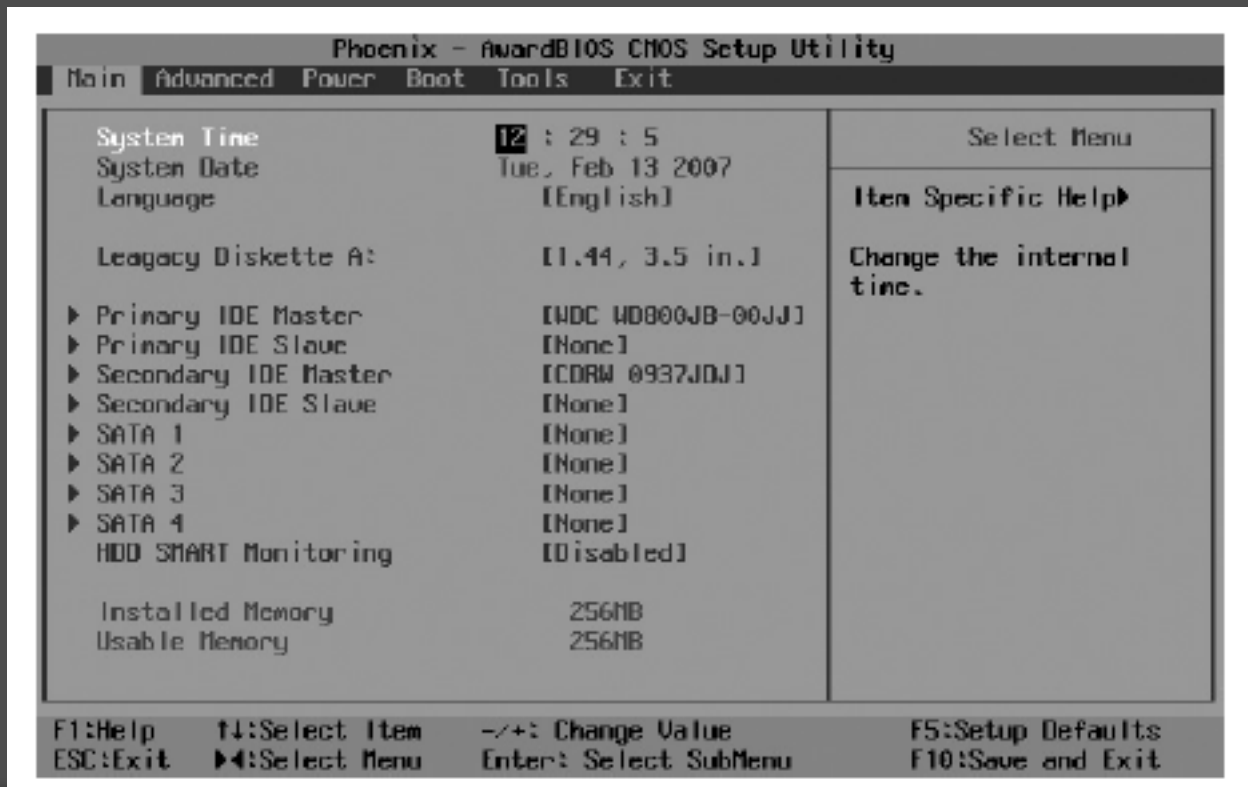 Phoenix - AwardBIOS CMOS Setup Utility
Main Advanced Power Boot Tools Exit
System Time 12 : 29 : 5
System Date Tue, Feb 13 2007
Language [English]
Leagacy Diskette A: [1.44, 3.5 in.]
▶ Primary IDE Master [WDC WD800JB-00JJ]
▶ Primary IDE Slave [None]
▶ Secondary IDE Master [CDRW 0937JDJ]
▶ Secondary IDE Slave [None]
▶ SATA 1 [None]
▶ SATA 2 [None]
▶ SATA 3 [None]
▶ SATA 4 [None]
HDD SMART Monitoring [Disabled]
Installed Memory 256MB
Usable Memory 256MB
Select Menu
Item Specific Help▶
Change the internal
time.
F1:Help ↑↓:Select Item -/+: Change Value F5:Setup Defaults
ESC:Exit ▶◀:Select Menu Enter: Select SubMenu F10:Save and Exit